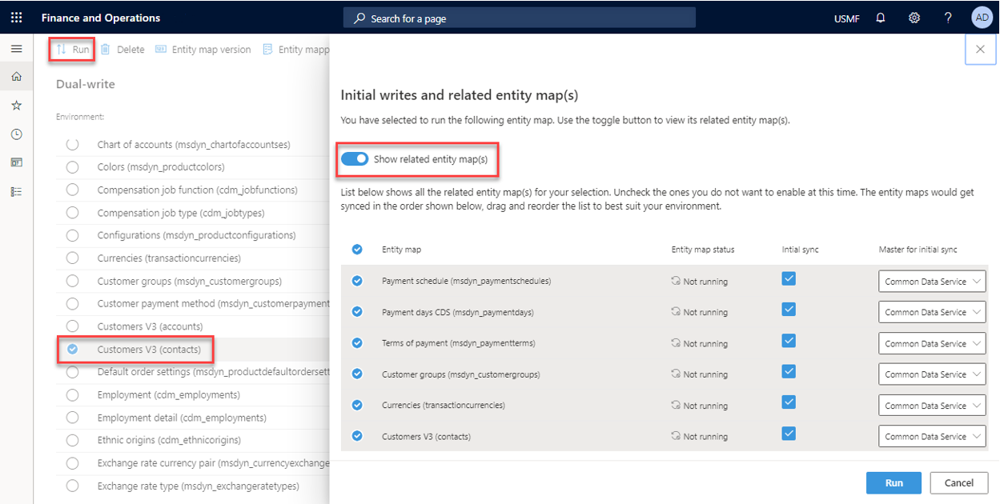 Finance and Operations
Search for a page
USMF
?
AD
Run
Delete
Entity map version
Entity mapp
Dual-write
Environment:
Chart of accounts (msdyn_chartofaccountses)
Colors (msdyn_productcolors)
Compensation job function (cdm_jobfunctions)
Compensation job type (cdm_jobtypes)
Configurations (msdyn_productconfigurations)
Currencies (transactioncurrencies)
Customer groups (msdyn_customergroups)
Customer payment method (msdyn_customerpayment
Customers V3 (accounts)
Customers V3 (contacts)
Default order settings (msdyn_productdefaultordersett
Employment (cdm_employments)
Employment detail (cdm_employments)
Ethnic origins (cdm_ethnicorigins)
Exchange rate currency pair (msdyn_currencyexchange
Exchange rate type (msdyn_exchangeratetypes)
Initial writes and related entity map(s)
You have selected to run the following entity map. Use the toggle button to view its related entity map(s).
Show related entity map(s)
List below shows all the related entity map(s) for your selection. Uncheck the ones you do not want to enable at this time. The entity maps would get
synced in the order shown below, drag and reorder the list to best suit your environment.
Entity map Entity map status Intial sync Master for initial sync
Payment schedule (msdyn_paymentschedules) Not running Common Data Service
Payment days CDS (msdyn_paymentdays) Not running Common Data Service
Terms of payment (msdyn_paymentterms) Not running Common Data Service
Customer groups (msdyn_customergroups) Not running Common Data Service
Currencies (transactioncurrencies) Not running Common Data Service
Customers V3 (contacts) Not running Common Data Service
Run
Cancel